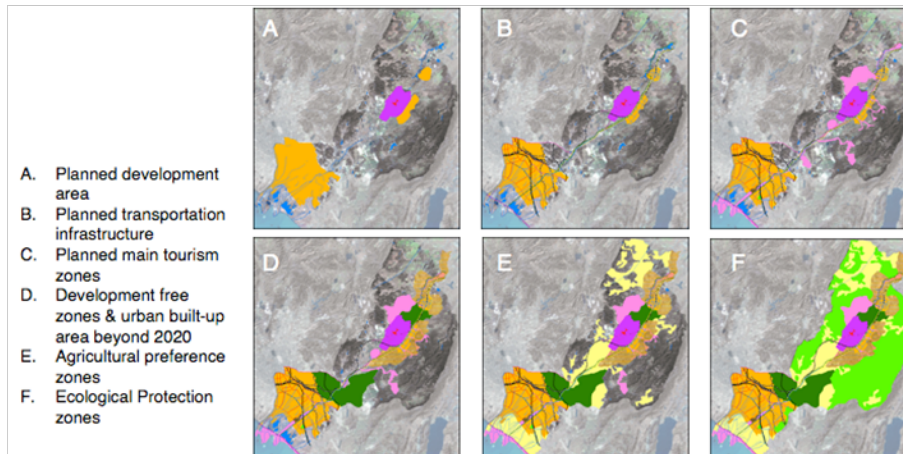 A
B
C
A. Planned development
area
B. Planned transportation
infrastructure
C. Planned main tourism
zones
D. Development free
zones & urban built-up
area beyond 2020
E. Agricultural preference
zones
F. Ecological Protection
zones
D
E
F